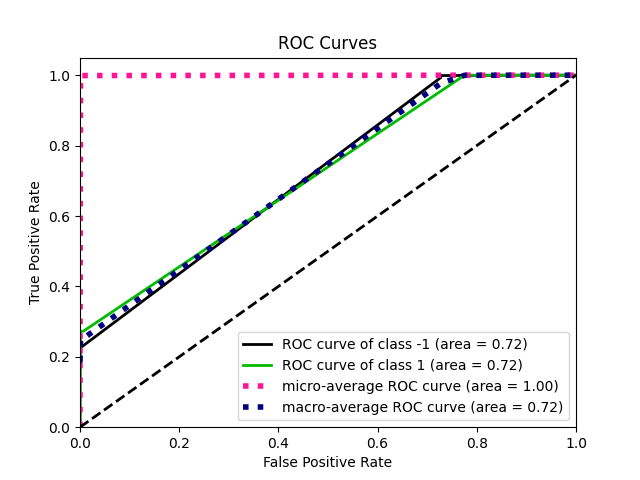 ROC Curves
True Positive Rate
1.0
0.8
0.6
0.4
0.2
0.0
ROC curve of class -1 (area = 0.72)
ROC curve of class 1 (area = 0.72)
micro-average ROC curve (area = 1.00)
macro-average ROC curve (area = 0.72)
0.0 0.2 0.4 0.6 0.8 1.0
False Positive Rate